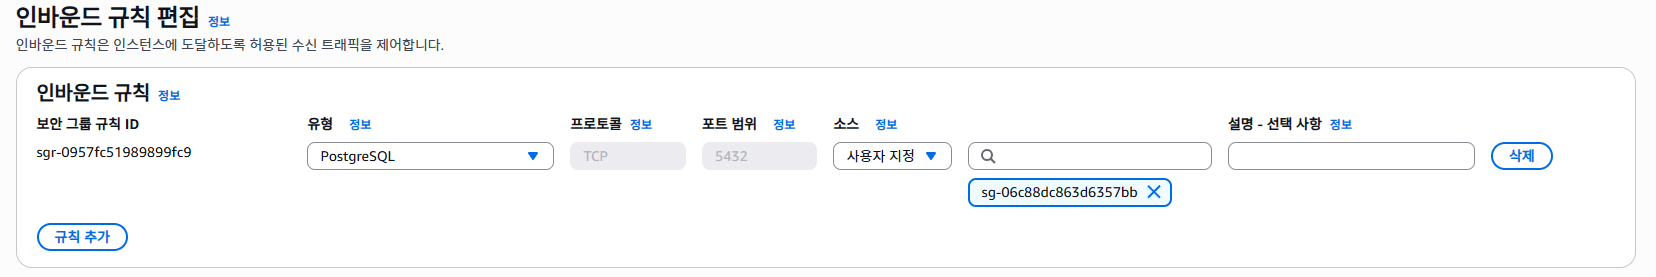 인바운드 규칙 편집 정보
인바운드 규칙은 인스턴스에 도달하도록 허용된 수신 트래픽을 제어합니다.
인바운드 규칙 정보
보안 그룹 규칙 ID 유형 정보 프로토콜 정보 포트 범위 정보 소스 정보 설명 - 선택 사항 정보
sgr-0957fc51989899fc9 PostgreSQL TCP 5432 사용자 지정 삭제
sg-06c88dc863d6357bb
규칙 추가